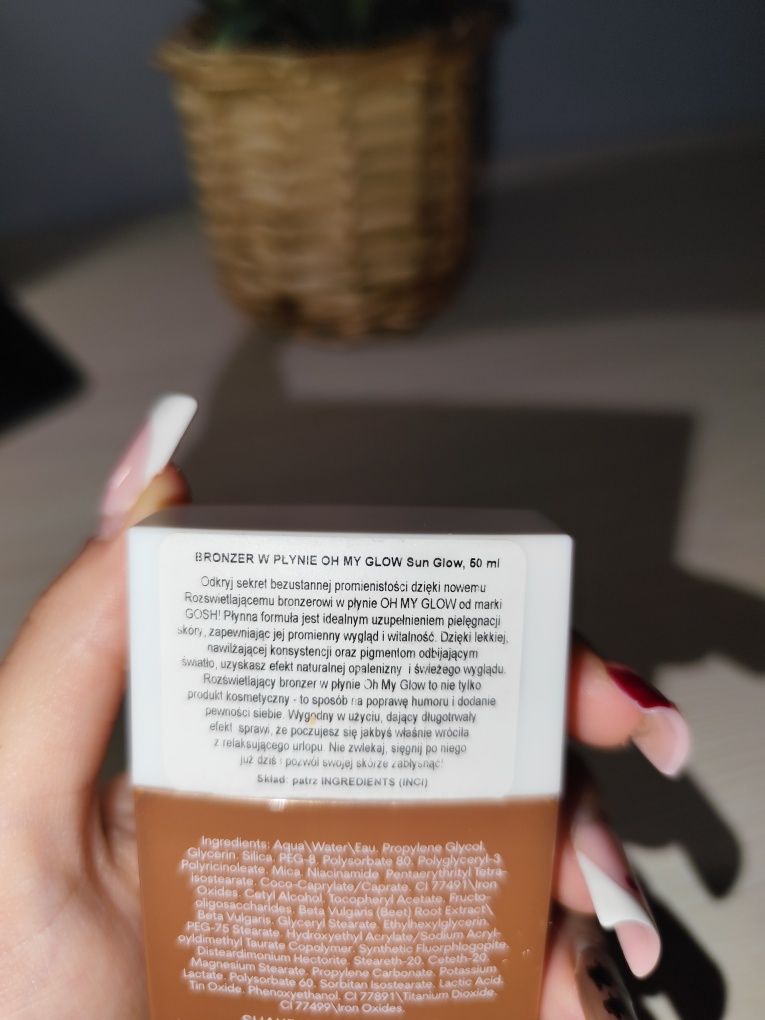 BRONZER W PŁYNIE OH MY GLOW Sun Glow, 50 ml
Odkryj sekret bezustannej promienistości dzięki nowemu
Rozświetlającemu bronzerowi w płynie OH MY GLOW od marki
GOSH! Płynna formuła jest idealnym uzupełnieniem pielęgnacji
skóry, zapewniając jej promienny wygląd i witalność. Dzięki lekkiej,
nawilżającej konsystencji oraz pigmentom odbijającym
światło, uzyskasz efekt naturalnej opalenizny i świeżego wyglądu.
Rozświetlający bronzer w płynie Oh My Glow to nie tylko
produkt kosmetyczny - to sposób na poprawę humoru i dodanie
pewności siebie. Wygodny w użyciu, dający długotrwały
efekt sprawi, że poczujesz się jakbyś właśnie wróciła
z relaksującego urlopu. Nie zwlekaj, sięgnij po niego
już dziś i pozwól swojej skórze zabłysnąć!
Skład: patrz INGREDIENTS (INCI)
Ingredients: Aqua\Water\Eau. Propylene Glycol.
Glycerin. Silica. PEG-8. Polysorbate 80. Polyglyceryl-3
Polyricinoleate. Mica. Niacinamide. Pentaerythrityl Tetra-
isostearate. Coco-Caprylate/Caprate. CI 77491\Iron
Oxides. Cetyl Alcohol. Tocopheryl Acetate. Fructo-
oligosaccharides. Beta Vulgaris (Beet) Root Extract\
Beta Vulgaris. Glyceryl Stearate. Ethylhexylglycerin.
PEG-75 Stearate. Hydroxyethyl Acrylate/Sodium Acryl-
oyldimethyl Taurate Copolymer. Synthetic Fluorphlogopite.
Disteardimonium Hectorite. Steareth-20. Ceteth-20.
Magnesium Stearate. Propylene Carbonate. Potassium
Lactate. Polysorbate 60. Sorbitan Isostearate. Lactic Acid.
Tin Oxide. Phenoxyethanol. CI 77891\Titanium Dioxide.
CI 77499\Iron Oxides.